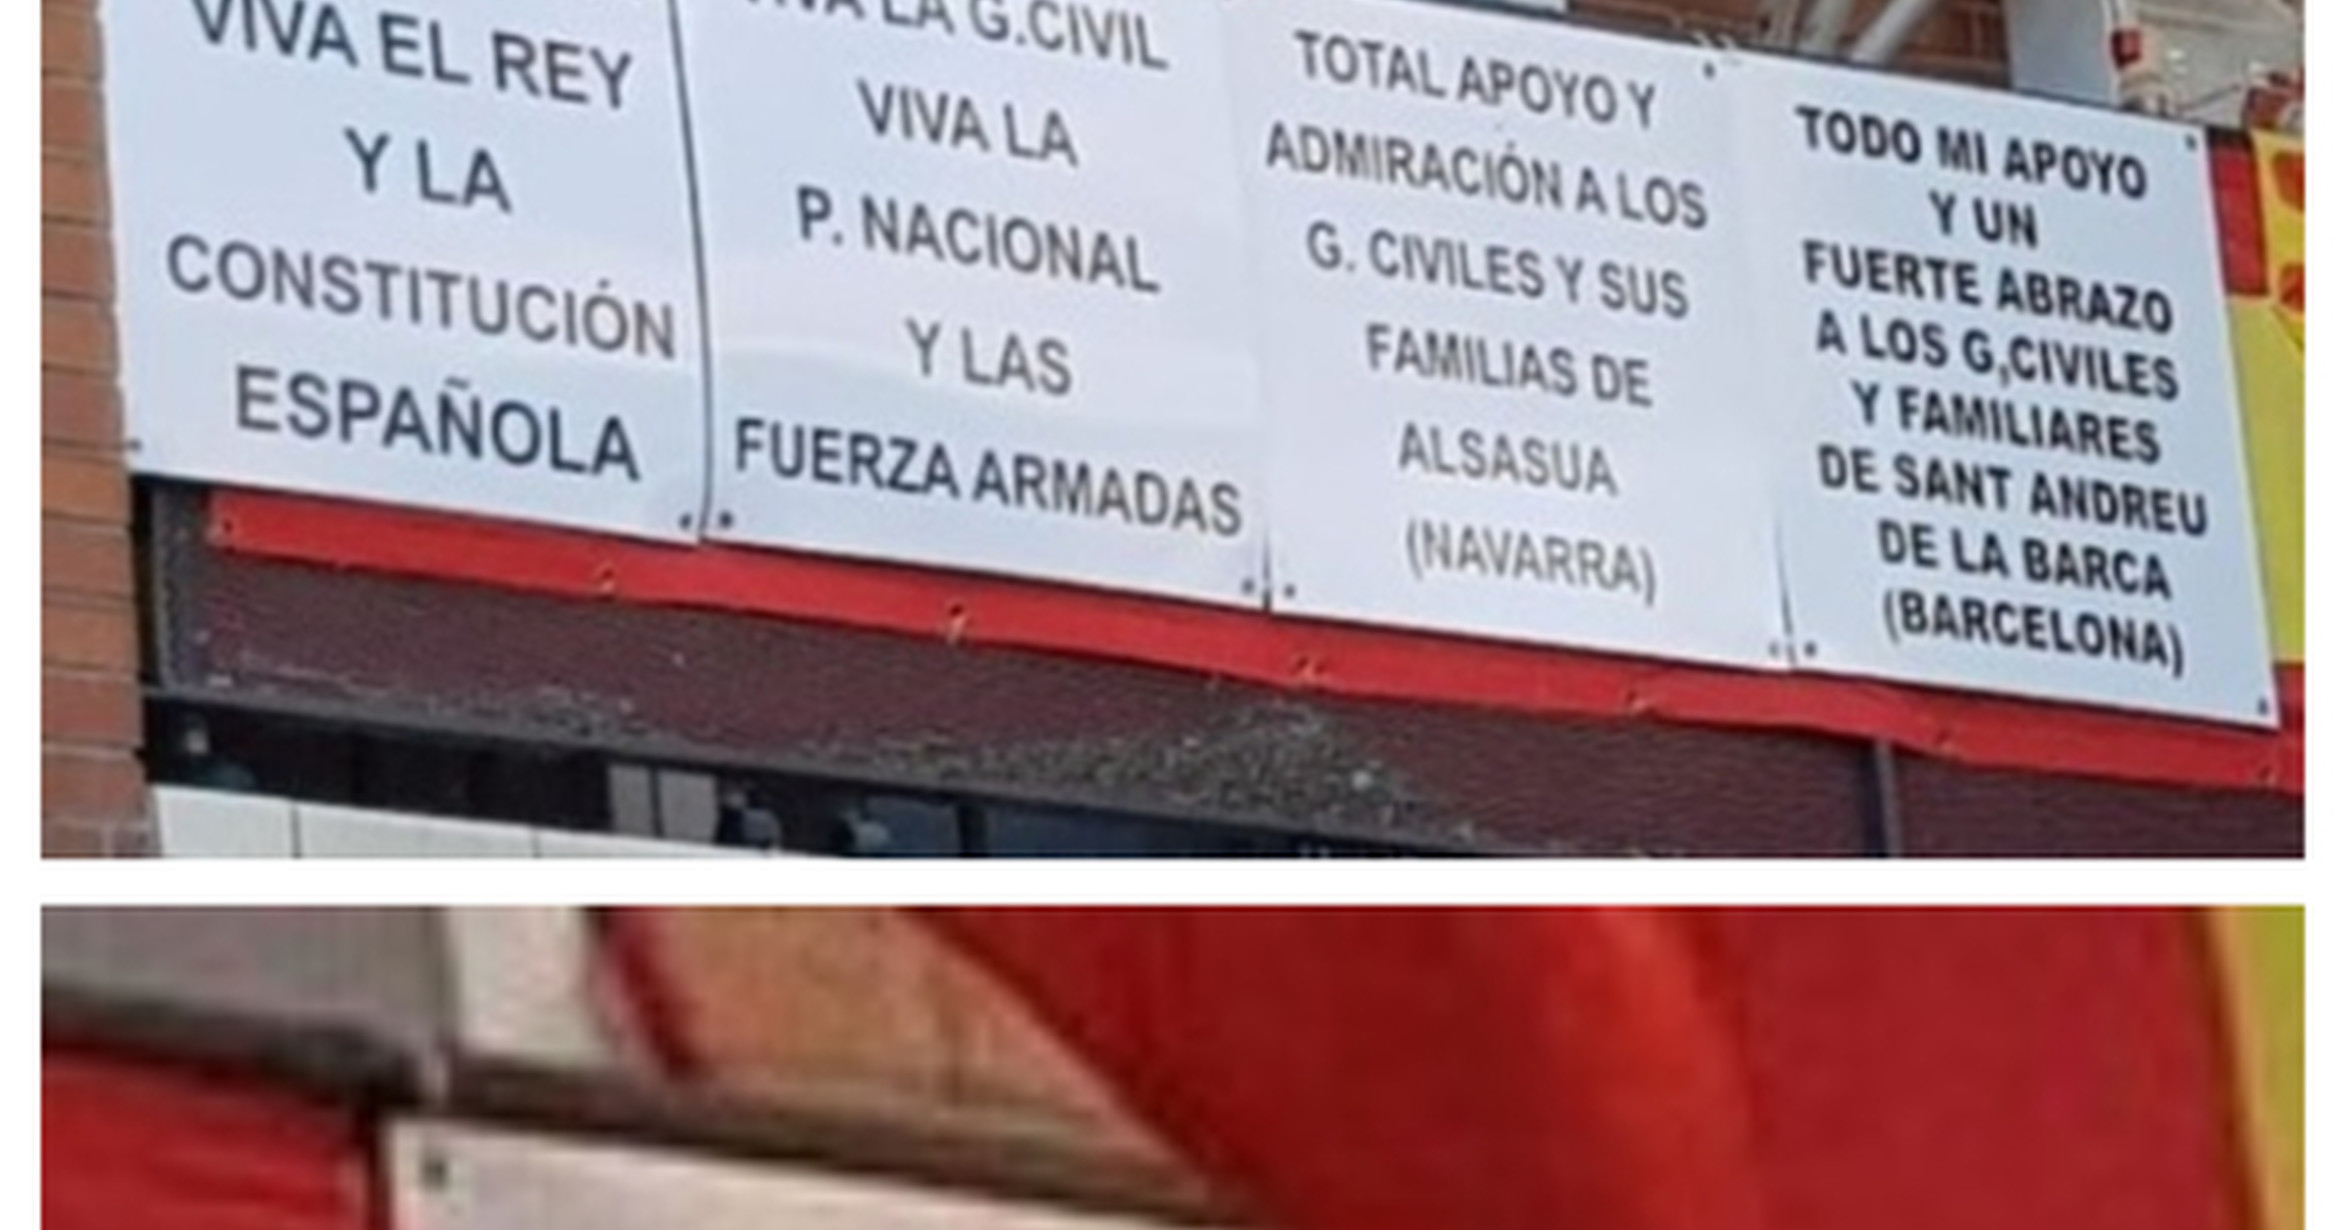 VIVA EL REY
Y LA
CONSTITUCIÓN
ESPAÑOLA
VIVA LA G.CIVIL
VIVA LA
P. NACIONAL
Y LAS
FUERZA ARMADAS
TOTAL APOYO Y
ADMIRACIÓN A LOS
G. CIVILES Y SUS
FAMILIAS DE
ALSASUA
(NAVARRA)
TODO MI APOYO
Y UN
FUERTE ABRAZO
A LOS G,CIVILES
Y FAMILIARES
DE SANT ANDREU
DE LA BARCA
(BARCELONA)